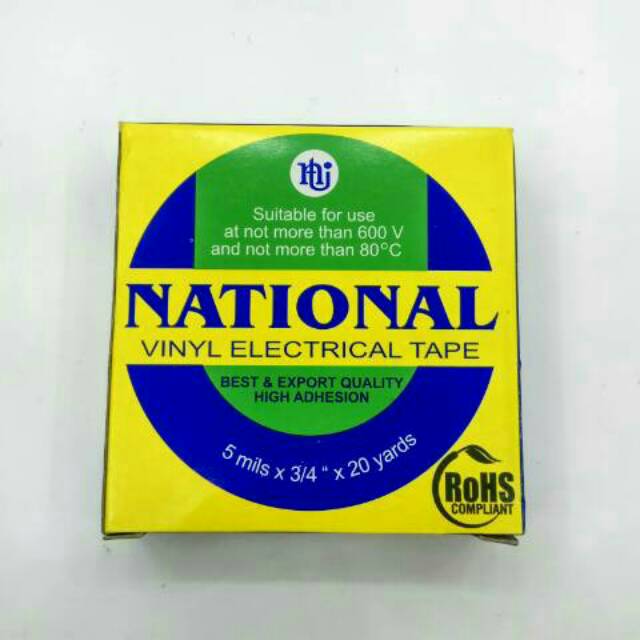 Suitable for use
at not more than 600 V
and not more than 80°C
NATIONAL
VINYL ELECTRICAL TAPE
BEST & EXPORT QUALITY
HIGH ADHESION
5 mils x 3/4 " x 20 yards
RoHS
COMPLIANT